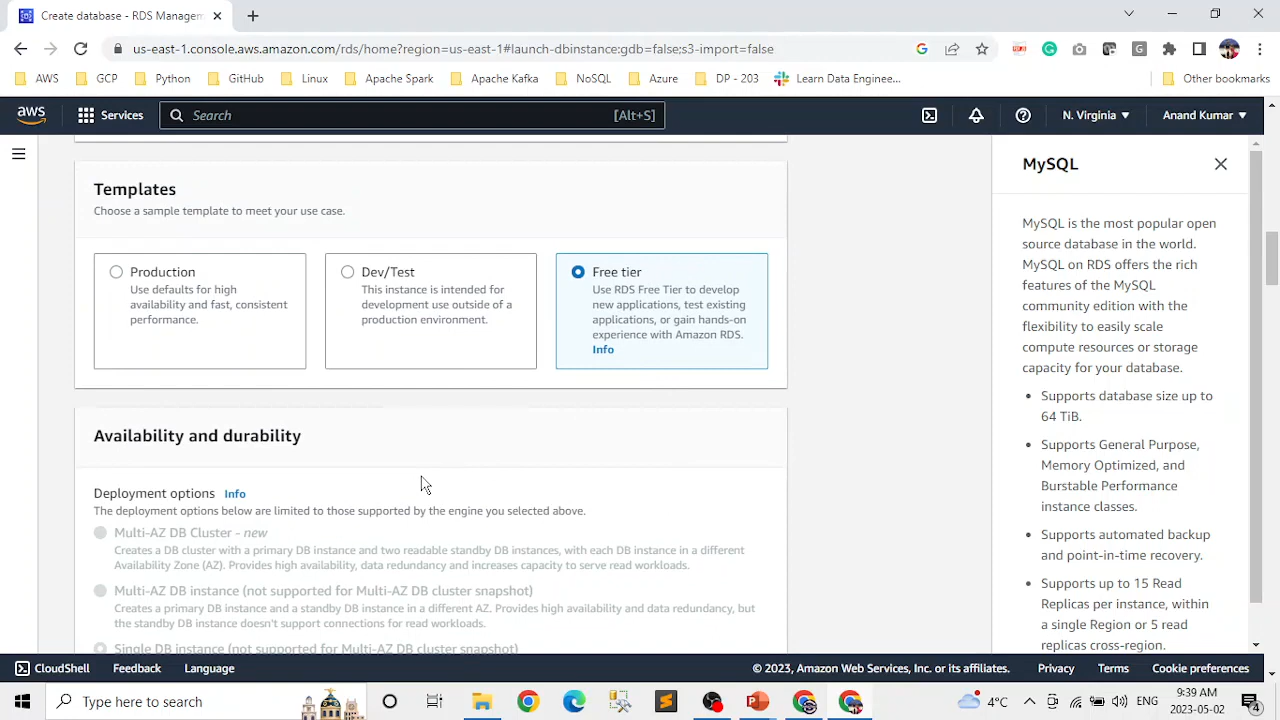 Create database - RDS Managem
us-east-1.console.aws.amazon.com/rds/home?region=us-east-1#launch-dbinstance:gdb=false;s3-import=false
AWS
GCP
Python
GitHub
Linux
Apache Spark
Apache Kafka
NoSQL
Azure
DP - 203
Learn Data Enginee...
Other bookmarks
aws
Services
Search
[Alt+S]
N. Virginia
Anand Kumar
Templates
Choose a sample template to meet your use case.
Production
Use defaults for high
availability and fast, consistent
performance.
Dev/Test
This instance is intended for
development use outside of a
production environment.
Free tier
Use RDS Free Tier to develop
new applications, test existing
applications, or gain hands-on
experience with Amazon RDS.
Info
Availability and durability
Deployment options Info
The deployment options below are limited to those supported by the engine you selected above.
Multi-AZ DB Cluster - new
Creates a DB cluster with a primary DB instance and two readable standby DB instances, with each DB instance in a different
Availability Zone (AZ). Provides high availability, data redundancy and increases capacity to serve read workloads.
Multi-AZ DB instance (not supported for Multi-AZ DB cluster snapshot)
Creates a primary DB instance and a standby DB instance in a different AZ. Provides high availability and data redundancy, but
the standby DB instance doesn't support connections for read workloads.
Single DB instance (not supported for Multi-AZ DB cluster snapshot)
MySQL
MySQL is the most popular open
source database in the world.
MySQL on RDS offers the rich
features of the MySQL
community edition with the
flexibility to easily scale
compute resources or storage
capacity for your database.
Supports database size up to
64 TiB.
Supports General Purpose,
Memory Optimized, and
Burstable Performance
instance classes.
Supports automated backup
and point-in-time recovery.
Supports up to 15 Read
Replicas per instance, within
a single Region or 5 read
replicas cross-region.
CloudShell
Feedback
Language
© 2023, Amazon Web Services, Inc. or its affiliates.
Privacy
Terms
Cookie preferences
Type here to search
4°C
ENG
9:39 AM
2023-05-02
4